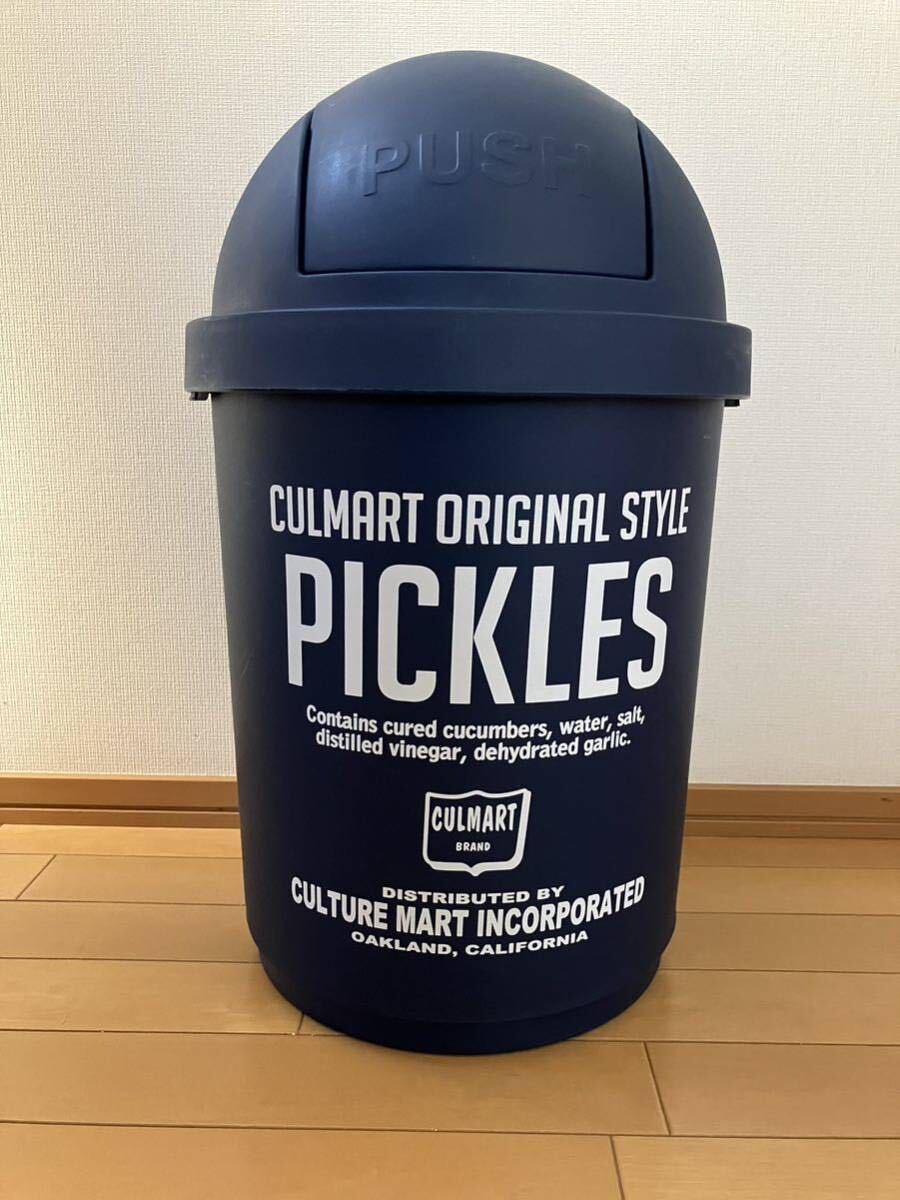 PUSH
CULMART ORIGINAL STYLE
PICKLES
Contains cured cucumbers, water, salt,
distilled vinegar, dehydrated garlic.
CULMART
BRAND
DISTRIBUTED BY
CULTURE MART INCORPORATED
OAKLAND, CALIFORNIA